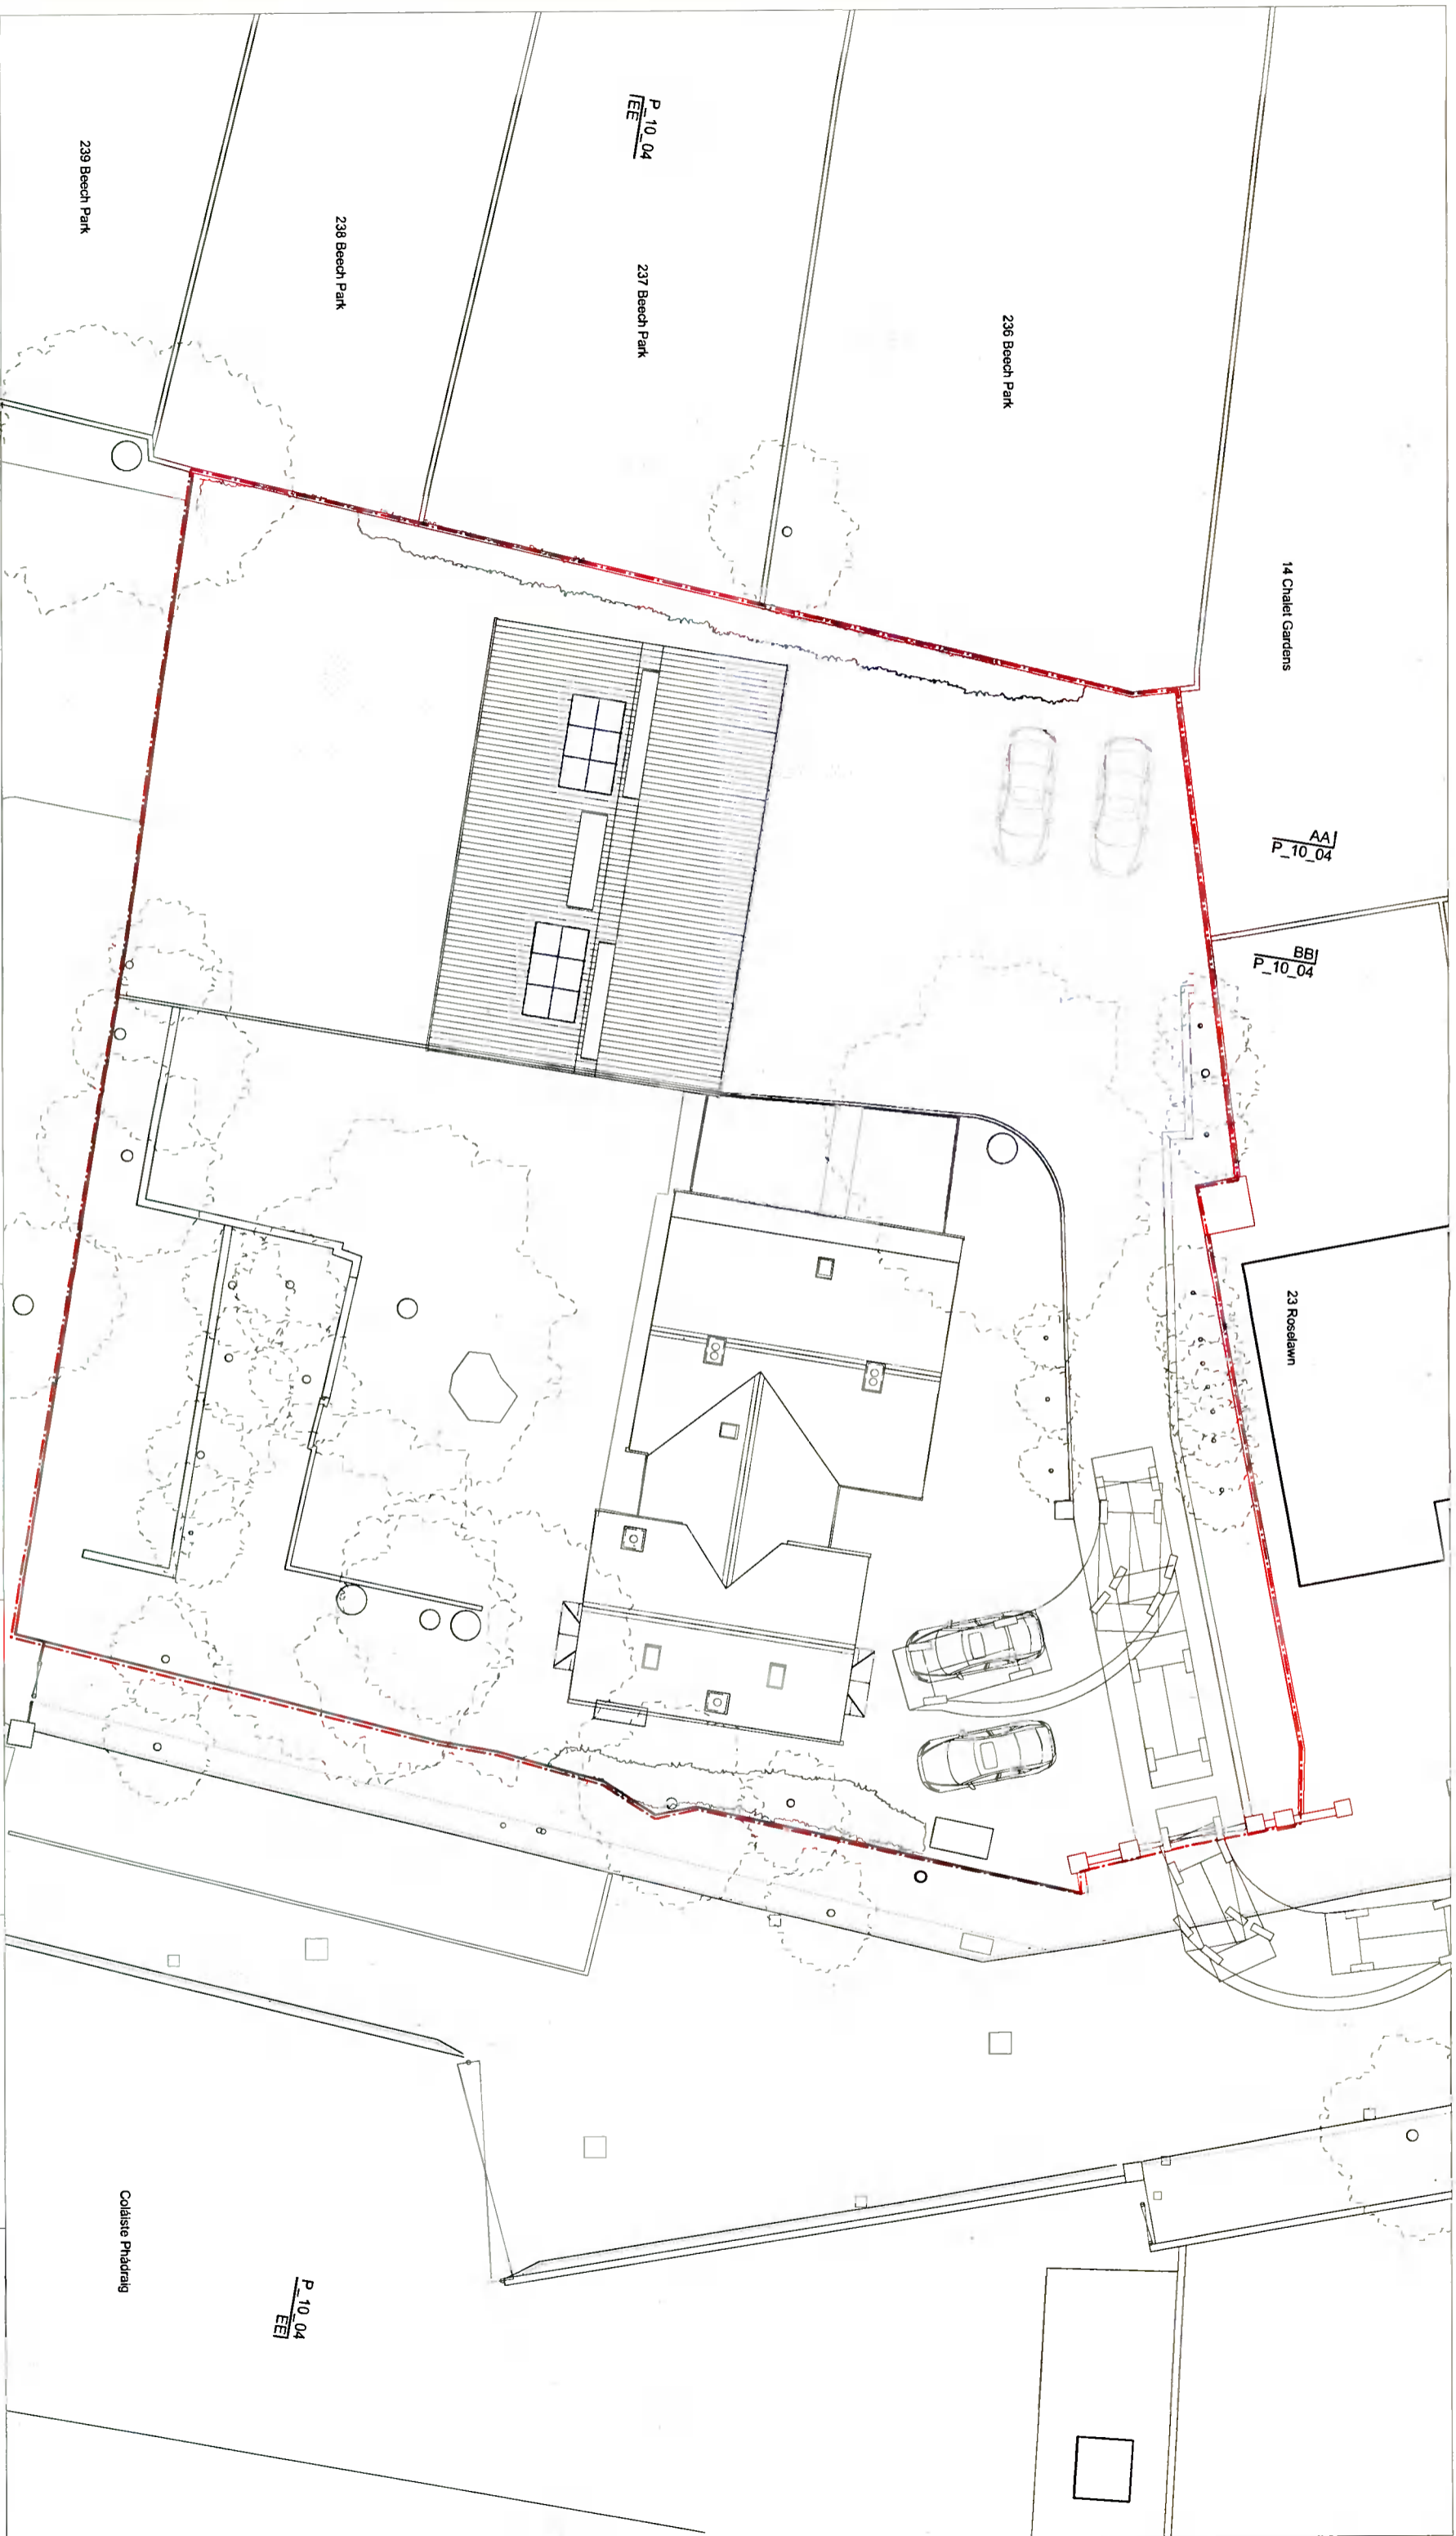 14 Chalet Gardens
AA
P_10_04
BB
P_10_04
23 Roselawn
236 Beech Park
P_10_04
EE
237 Beech Park
238 Beech Park
239 Beech Park
P_10_04
EE
Coláiste Phádraig